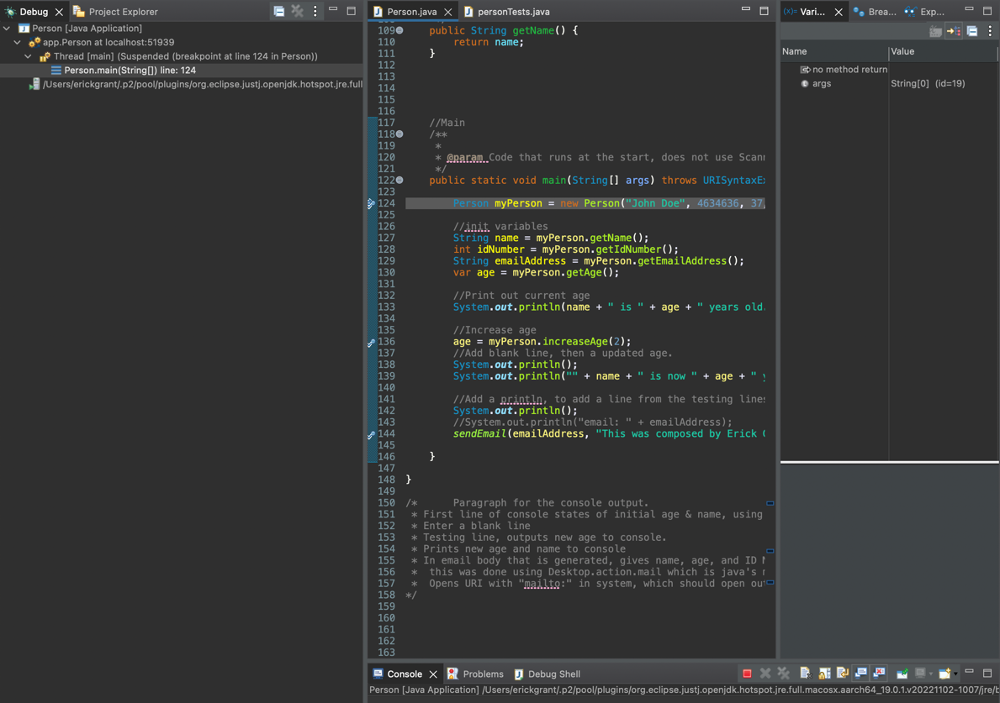 Debug
Project Explorer
Person [Java Application]
app.Person at localhost:51939
Thread [main] (Suspended (breakpoint at line 124 in Person))
Person.main(String[]) line: 124
/Users/erickgrant/.p2/pool/plugins/org.eclipse.justj.openjdk.hotspot.jre.full
Person.java
personTests.java
109 public String getName() {
110 return name;
111 }
112
113
114
115
116
117 //Main
118 /**
119 *
120 * @param Code that runs at the start, does not use Scann
121 */
122 public static void main(String[] args) throws URISyntaxEx
123
124 Person myPerson = new Person("John Doe", 4634636, 37,
125
126 //init variables
127 String name = myPerson.getName();
128 int idNumber = myPerson.getIdNumber();
129 String emailAddress = myPerson.getEmailAddress();
130 var age = myPerson.getAge();
131
132 //Print out current age
133 System.out.println(name + " is " + age + " years old.
134
135 //Increase age
136 age = myPerson.increaseAge(2);
137 //Add blank line, then a updated age.
138 System.out.println();
139 System.out.println("" + name + " is now " + age + " y
140
141 //Add a println, to add a line from the testing lines
142 System.out.println();
143 //System.out.println("email: " + emailAddress);
144 sendEmail(emailAddress, "This was composed by Erick G
145
146 }
147
148 }
149
150 /* Paragraph for the console output.
151 * First line of console states of initial age & name, using
152 * Enter a blank line
153 * Testing line, outputs new age to console.
154 * Prints new age and name to console
155 * In email body that is generated, gives name, age, and ID N
156 * this was done using Desktop.action.mail which is java's n
157 * Opens URI with "mailto:" in system, which should open out
158 */
159
160
161
162
163
(x)= Vari...
Brea...
Exp...
Name
Value
no method return
args
String[0] (id=19)
Console
Problems
Debug Shell
Person [Java Application] /Users/erickgrant/.p2/pool/plugins/org.eclipse.justj.openjdk.hotspot.jre.full.macosx.aarch64_19.0.1.v20221102-1007/jre/b